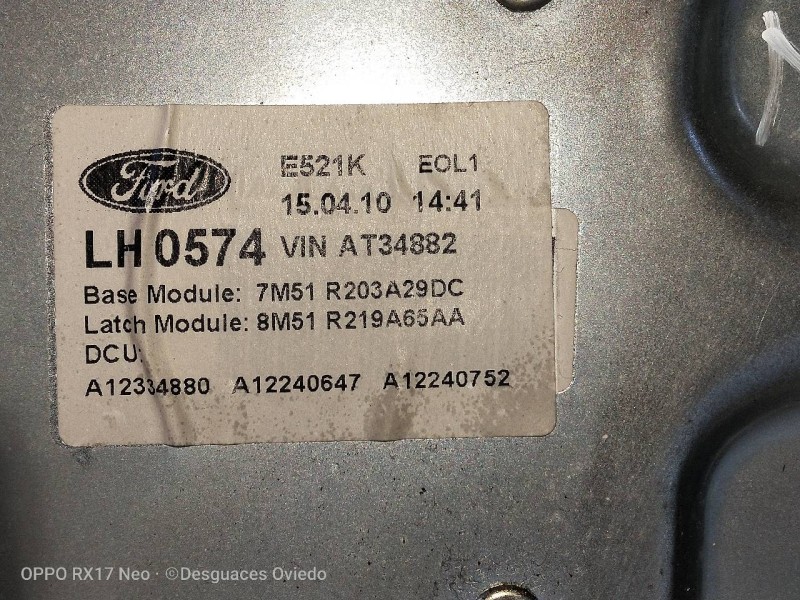 Ford
E521K EOL1
15.04.10 14:41
LH 0574 VIN AT34882
Base Module: 7M51 R203A29DC
Latch Module: 8M51 R219A65AA
DCU:
A12334880 A12240647 A12240752
OPPO RX17 Neo · ©Desguaces Oviedo